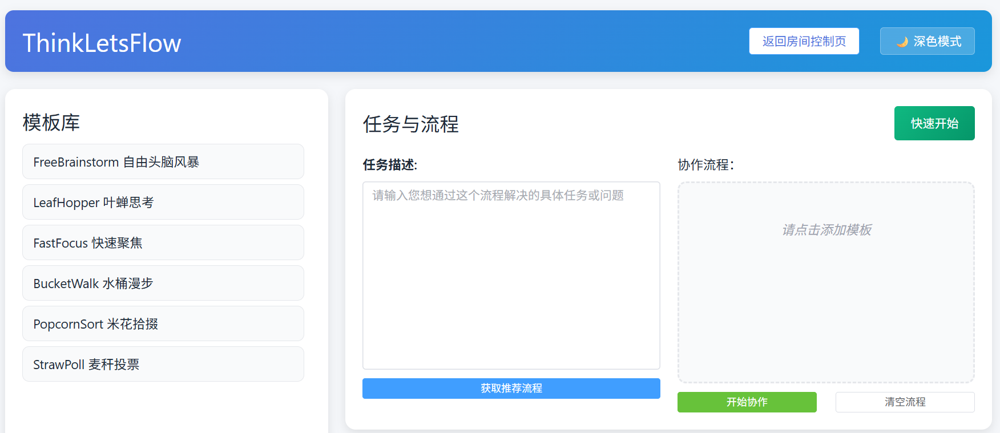 ThinkLetsFlow
返回房间控制页
🌙 深色模式
模板库
FreeBrainstorm 自由头脑风暴
LeafHopper 叶蝉思考
FastFocus 快速聚焦
BucketWalk 水桶漫步
PopcornSort 米花拾掇
StrawPoll 麦秆投票
任务与流程
快速开始
任务描述:
请输入您想通过这个流程解决的具体任务或问题
获取推荐流程
协作流程：
请点击添加模板
开始协作
清空流程